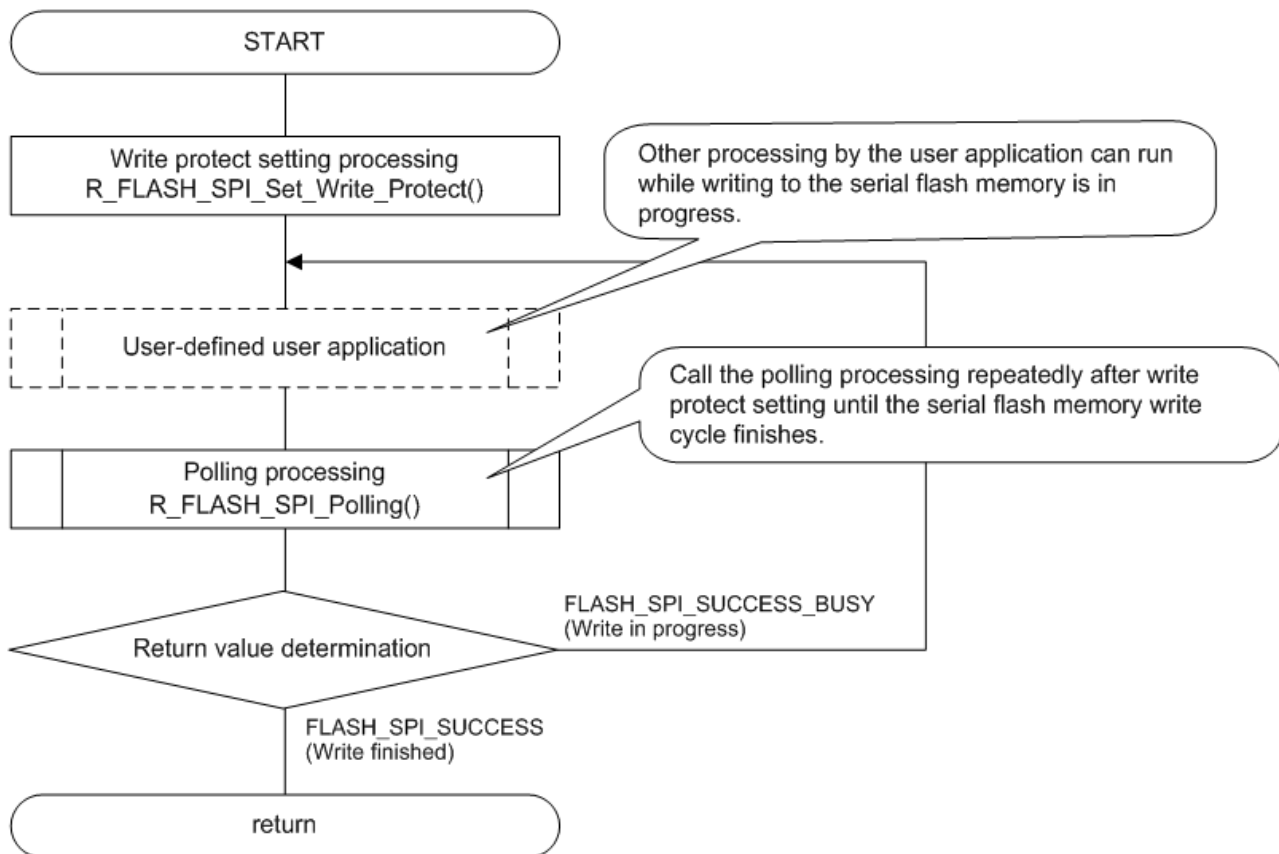 START
Write protect setting processing
R_FLASH_SPI_Set_Write_Protect()
Other processing by the user application can run
while writing to the serial flash memory is in
progress.
User-defined user application
Call the polling processing repeatedly after write
protect setting until the serial flash memory write
cycle finishes.
Polling processing
R_FLASH_SPI_Polling()
FLASH_SPI_SUCCESS_BUSY
(Write in progress)
Return value determination
FLASH_SPI_SUCCESS
(Write finished)
return